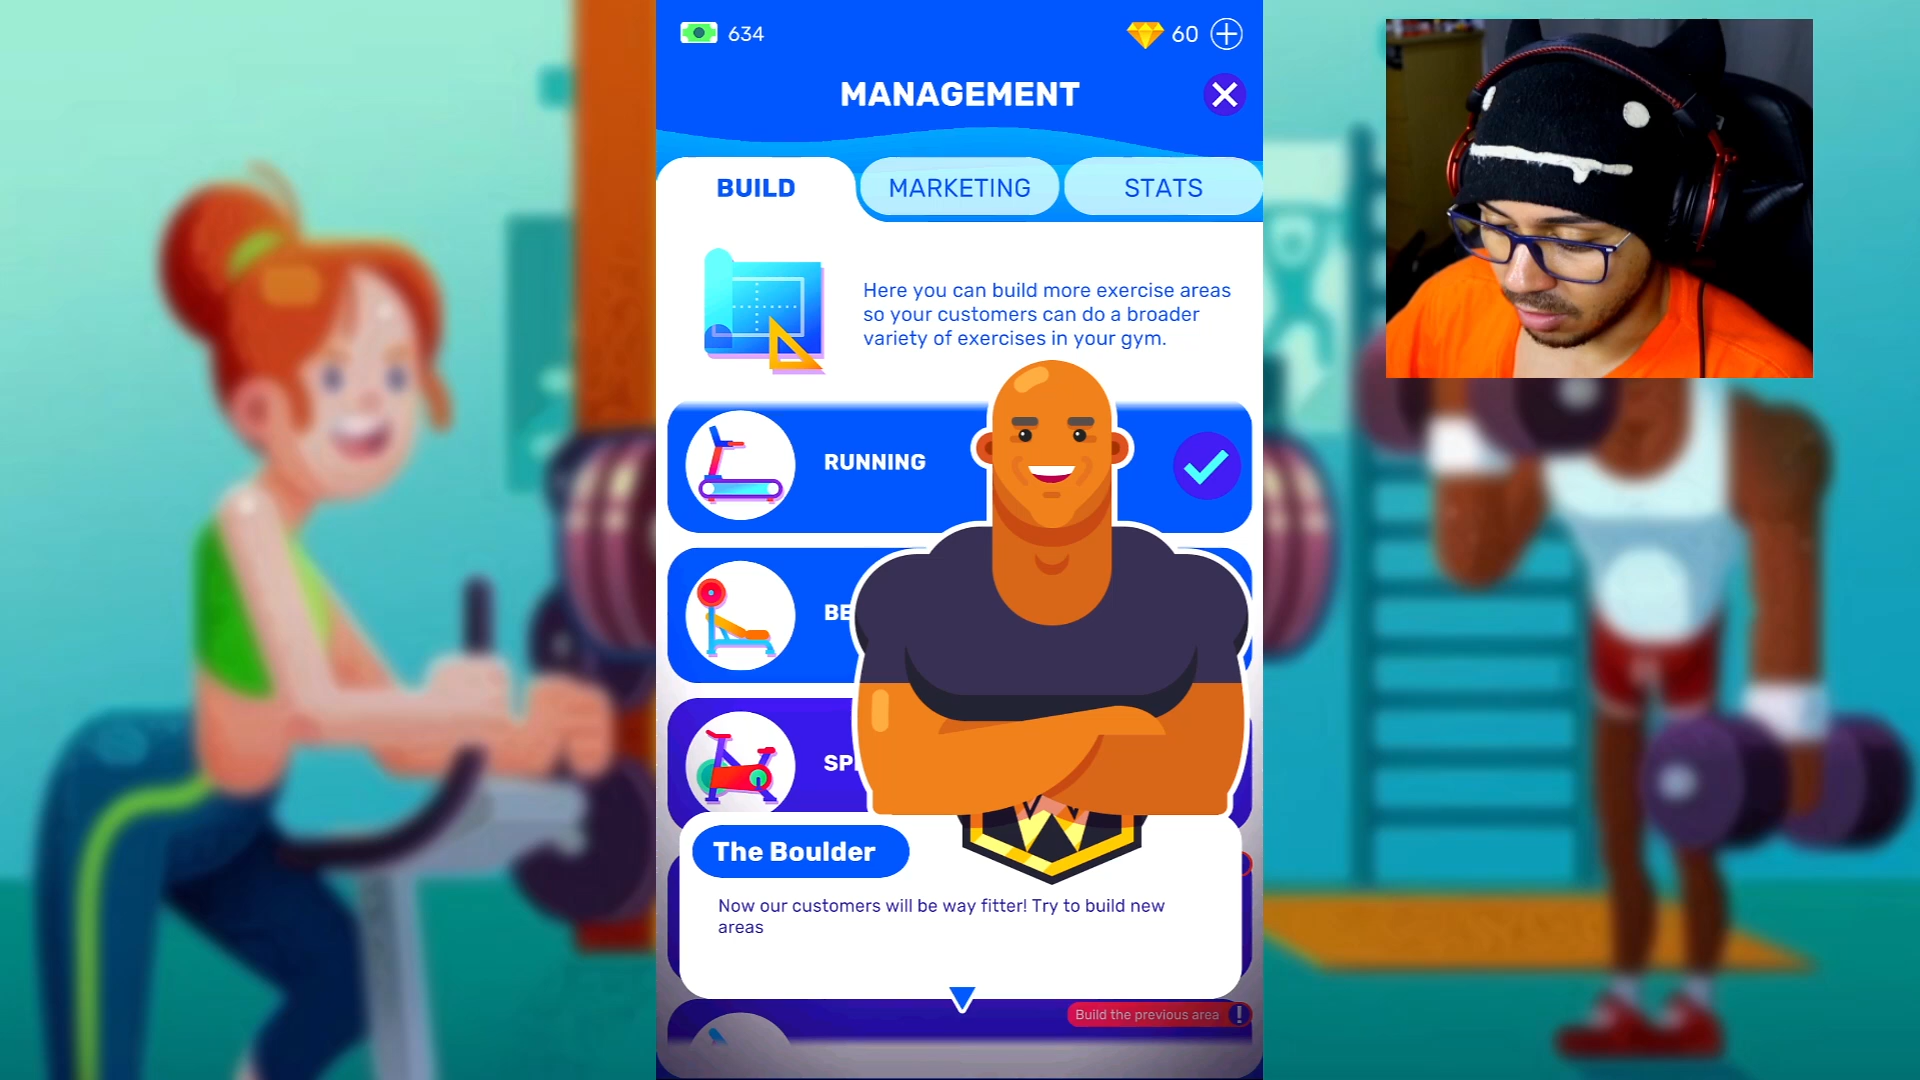 634
60
MANAGEMENT
BUILD
MARKETING
STATS
Here you can build more exercise areas
so your customers can do a broader
variety of exercises in your gym.
RUNNING
The Boulder
Now our customers will be way fitter! Try to build new
areas
Build the previous area